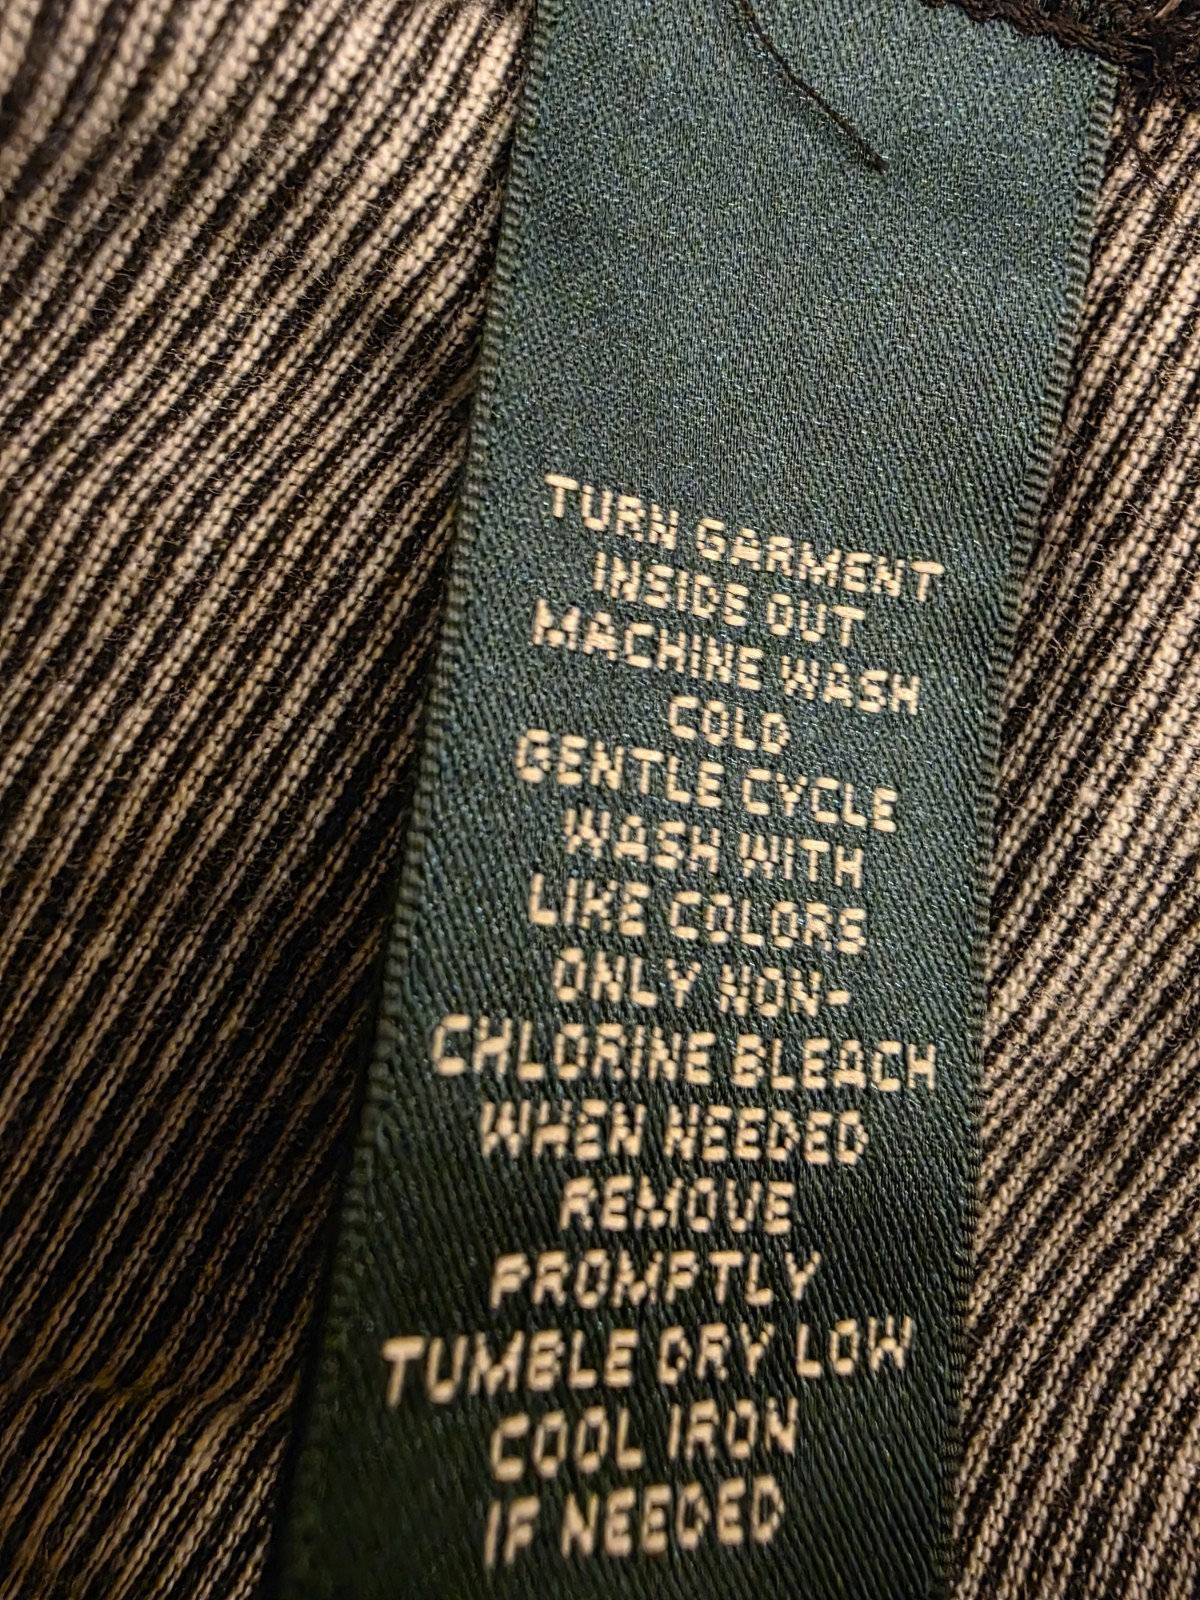 TURN GARMENT
INSIDE OUT
MACHINE WASH
COLD
GENTLE CYCLE
WASH WITH
LIKE COLORS
ONLY NON-
CHLORINE BLEACH
WHEN NEEDED
REMOVE
PROMPTLY
TUMBLE DRY LOW
COOL IRON
IF NEEDED